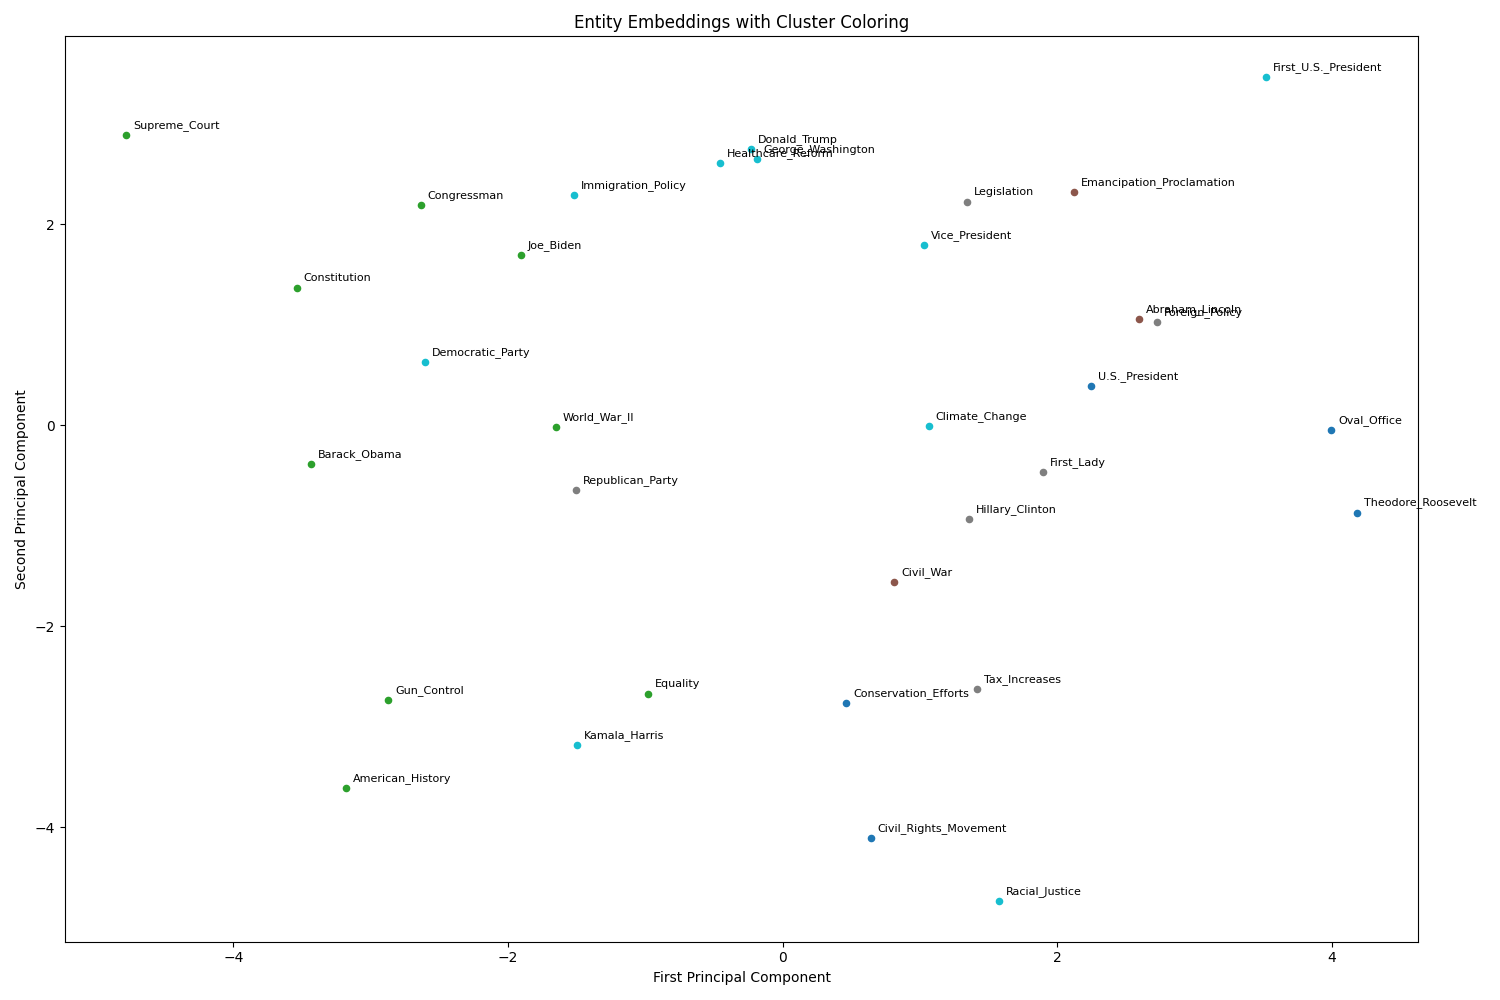 Entity Embeddings with Cluster Coloring
First_U.S._President
Supreme_Court
Donald_Trump
George_Washington
Healthcare_Reform
Immigration_Policy
Emancipation_Proclamation
Legislation
Congressman
2
Vice_President
Joe_Biden
Constitution
Abraham_Lincoln
Foreign_Policy
U.S._President
Democratic_Party
World_War_II
Climate_Change
Oval_Office
0
Barack_Obama
First_Lady
Republican_Party
Theodore_Roosevelt
Hillary_Clinton
Second Principal Component
Civil_War
−2
Tax_Increases
Equality
Gun_Control
Conservation_Efforts
Kamala_Harris
American_History
−4
Civil_Rights_Movement
Racial_Justice
−4 −2 0 2 4
First Principal Component